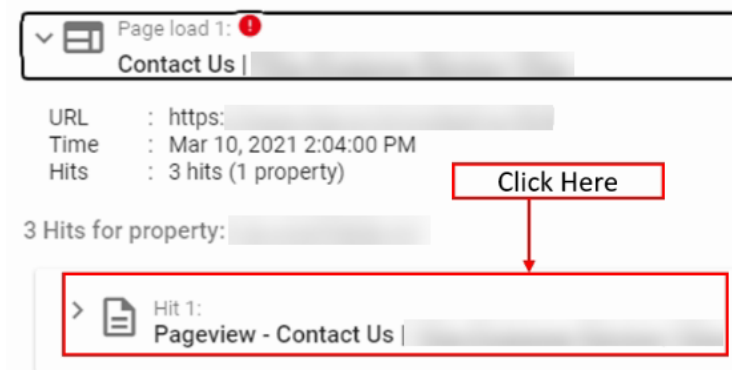 Page load 1:
Contact Us |
URL : https:
Time : Mar 10, 2021 2:04:00 PM
Hits : 3 hits (1 property)
Click Here
3 Hits for property:
Hit 1:
Pageview - Contact Us |